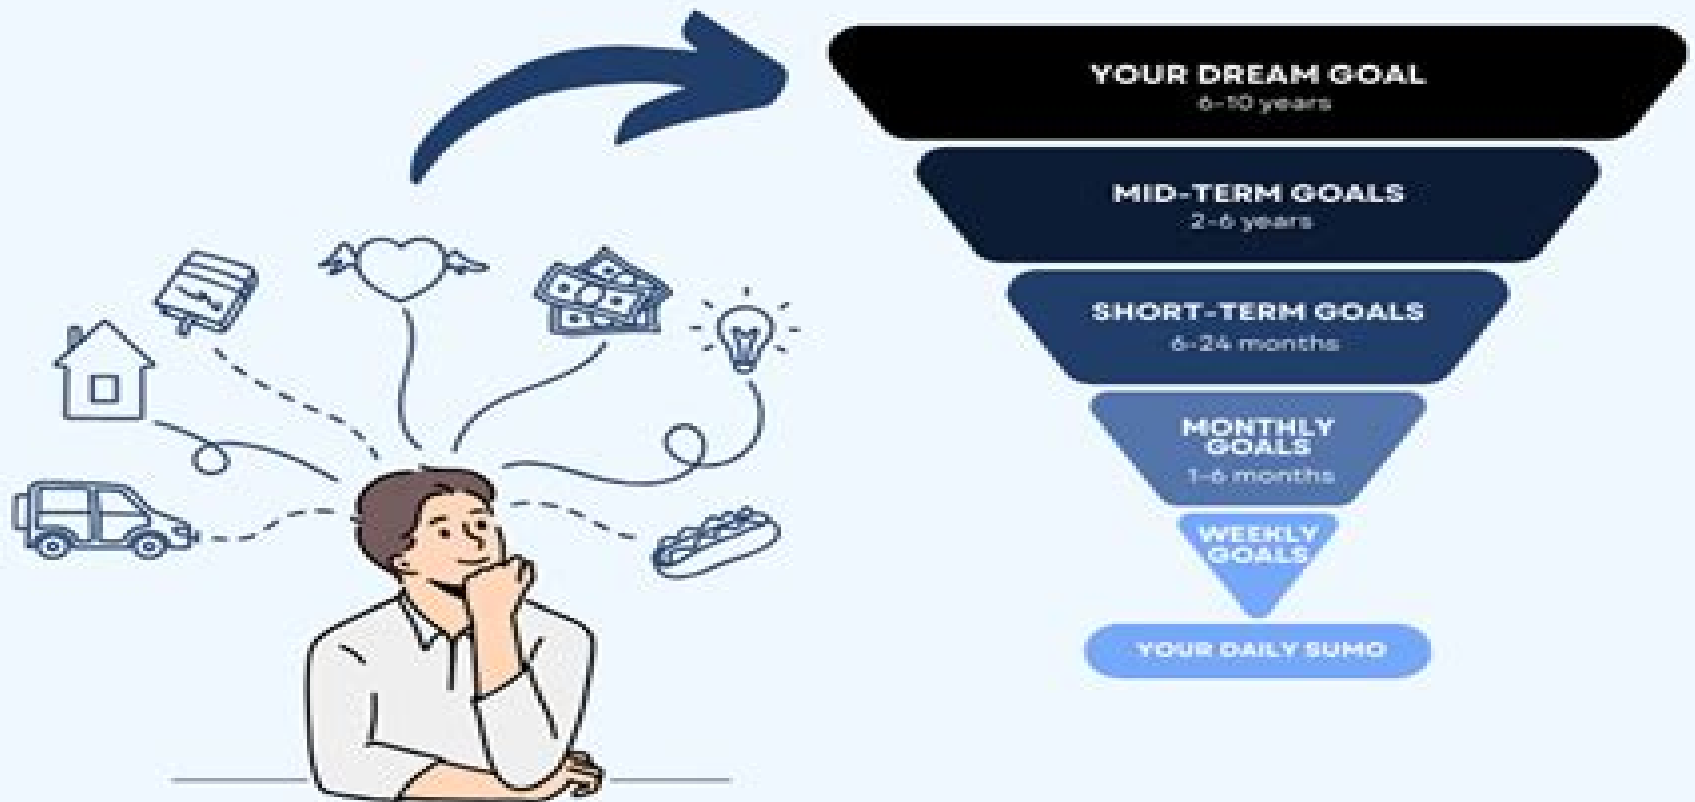 YOUR DREAM GOAL
6-10 years
MID-TERM GOALS
2-6 years
SHORT-TERM GOALS
6-24 months
MONTHLY
GOALS
1-6 months
WEEKLY
GOALS
YOUR DAILY SUMO